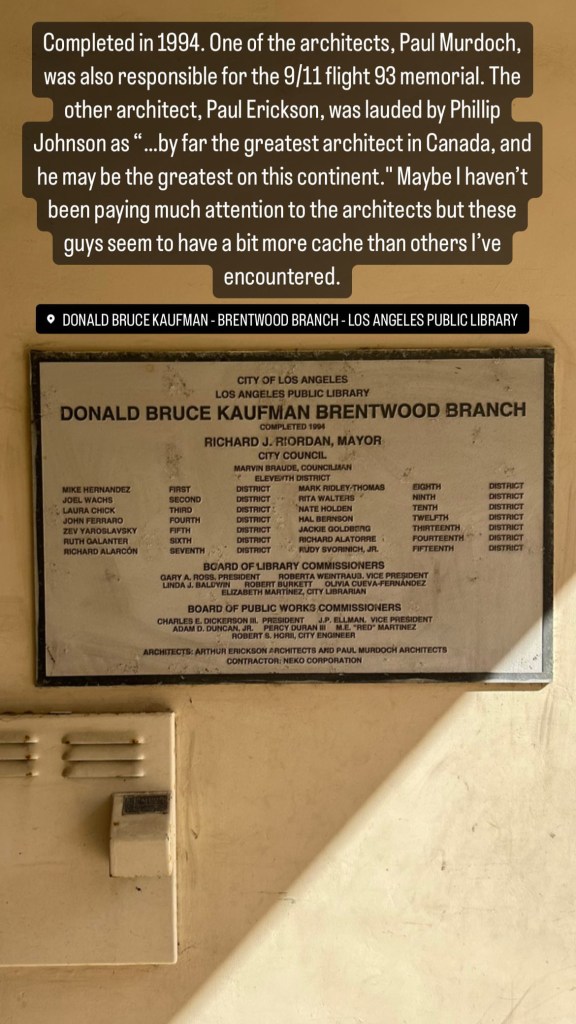 Completed in 1994. One of the architects, Paul Murdoch,
was also responsible for the 9/11 flight 93 memorial. The
other architect, Paul Erickson, was lauded by Phillip
Johnson as “...by far the greatest architect in Canada, and
he may be the greatest on this continent." Maybe I haven’t
been paying much attention to the architects but these
guys seem to have a bit more cache than others I’ve
encountered.
DONALD BRUCE KAUFMAN - BRENTWOOD BRANCH - LOS ANGELES PUBLIC LIBRARY
CITY OF LOS ANGELES
LOS ANGELES PUBLIC LIBRARY
DONALD BRUCE KAUFMAN BRENTWOOD BRANCH
COMPLETED 1994
RICHARD J. RIORDAN, MAYOR
CITY COUNCIL
MARVIN BRAUDE, COUNCILMAN
ELEVENTH DISTRICT
MIKE HERNANDEZ FIRST DISTRICT MARK RIDLEY-THOMAS EIGHTH DISTRICT
JOEL WACHS SECOND DISTRICT RITA WALTERS NINTH DISTRICT
LAURA CHICK THIRD DISTRICT NATE HOLDEN TENTH DISTRICT
JOHN FERRARO FOURTH DISTRICT HAL BERNSON TWELFTH DISTRICT
ZEV YAROSLAVSKY FIFTH DISTRICT JACKIE GOLDBERG THIRTEENTH DISTRICT
RUTH GALANTER SIXTH DISTRICT RICHARD ALATORRE FOURTEENTH DISTRICT
RICHARD ALARCÓN SEVENTH DISTRICT RUDY SVORINICH, JR. FIFTEENTH DISTRICT
BOARD OF LIBRARY COMMISSIONERS
GARY A. ROSS, PRESIDENT ROBERTA WEINTRAUB, VICE PRESIDENT
LINDA J. BALDWIN ROBERT BURKETT OLIVIA CUEVA-FERNÁNDEZ
ELIZABETH MARTÍNEZ, CITY LIBRARIAN
BOARD OF PUBLIC WORKS COMMISSIONERS
CHARLES E. DICKERSON III, PRESIDENT J.P. ELLMAN, VICE PRESIDENT
ADAM D. DUNCAN, JR. PERCY DURAN III M.E. "RED" MARTINEZ
ROBERT S. HORII, CITY ENGINEER
ARCHITECTS: ARTHUR ERICKSON ARCHITECTS AND PAUL MURDOCH ARCHITECTS
CONTRACTOR: NEKO CORPORATION